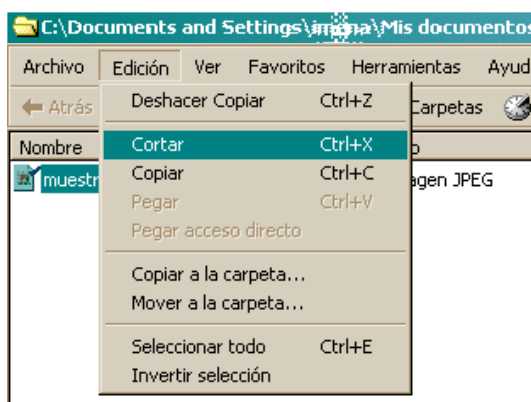 C:\Documents and Settings\ \Mis documentos
Archivo Edición Ver Favoritos Herramientas Ayud
Atrás Carpetas
Deshacer Copiar Ctrl+Z
Nombre o
Cortar Ctrl+X
muestr agen JPEG
Copiar Ctrl+C
Pegar Ctrl+V
Pegar acceso directo
Copiar a la carpeta...
Mover a la carpeta...
Seleccionar todo Ctrl+E
Invertir selección